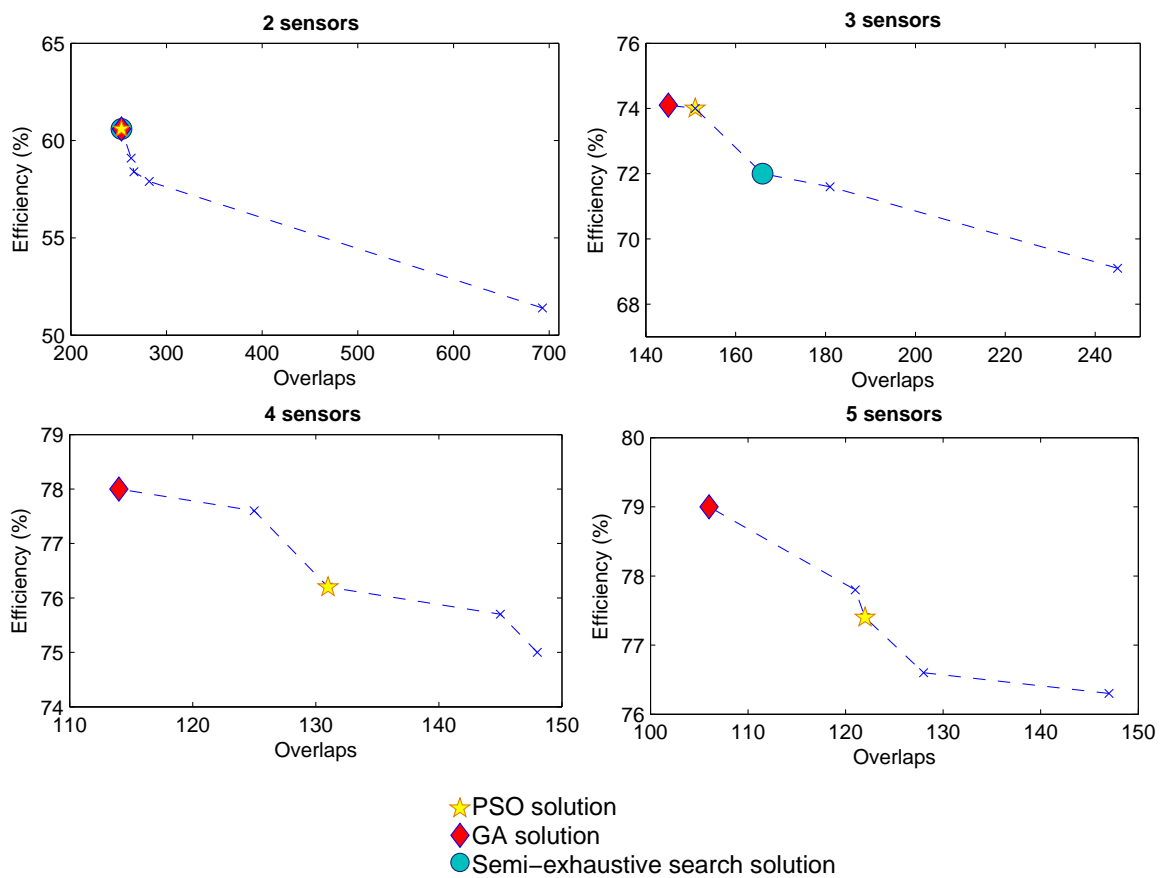 2 sensors
65
60
55
50
Efficiency (%)
200
300
400
500
600
700
Overlaps
3 sensors
76
74
72
70
68
Efficiency (%)
140
160
180
200
220
240
Overlaps
4 sensors
79
78
77
76
75
74
Efficiency (%)
110
120
130
140
150
Overlaps
5 sensors
80
79
78
77
76
Efficiency (%)
100
110
120
130
140
150
Overlaps
PSO solution
GA solution
Semi−exhaustive search solution